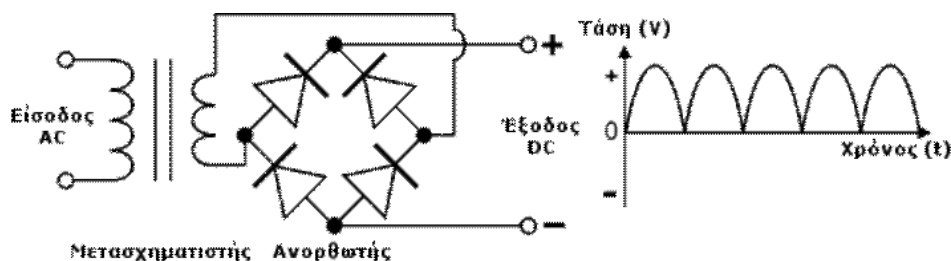 Τάση (V)
+
+
Είσοδος
AC
Έξοδος
DC
0
Χρόνος (t)
−
−
Μετασχηματιστής Ανορθωτής